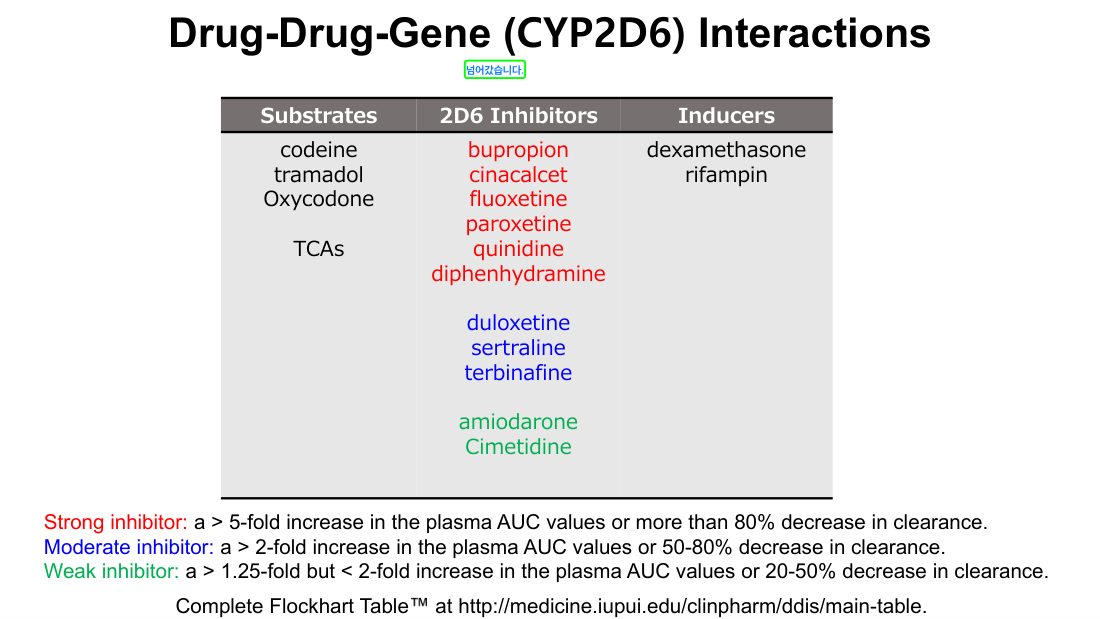 Drug-Drug-Gene (CYP2D6) Interactions
넘어갔습니다.
Substrates 2D6 Inhibitors Inducers
codeine bupropion dexamethasone
tramadol cinacalcet rifampin
Oxycodone fluoxetine
paroxetine
TCAs quinidine
diphenhydramine
duloxetine
sertraline
terbinafine
amiodarone
Cimetidine
Strong inhibitor: a > 5-fold increase in the plasma AUC values or more than 80% decrease in clearance.
Moderate inhibitor: a > 2-fold increase in the plasma AUC values or 50-80% decrease in clearance.
Weak inhibitor: a > 1.25-fold but < 2-fold increase in the plasma AUC values or 20-50% decrease in clearance.
Complete Flockhart Table™ at http://medicine.iupui.edu/clinpharm/ddis/main-table.